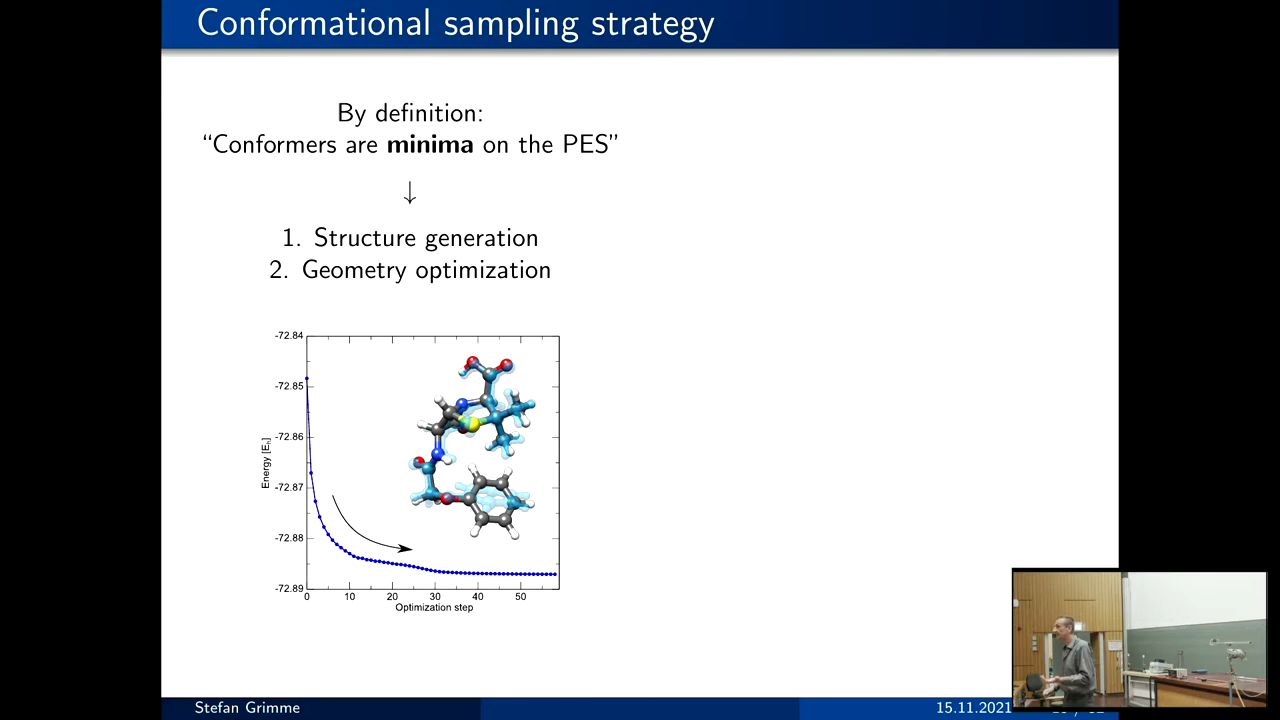 Conformational sampling strategy
By definition:
“Conformers are minima on the PES”
↓
1. Structure generation
2. Geometry optimization
-72.84
-72.85
-72.86
-72.87
-72.88
-72.89
Energy [Eh]
0 10 20 30 40 50
Optimization step
Stefan Grimme
15.11.2021